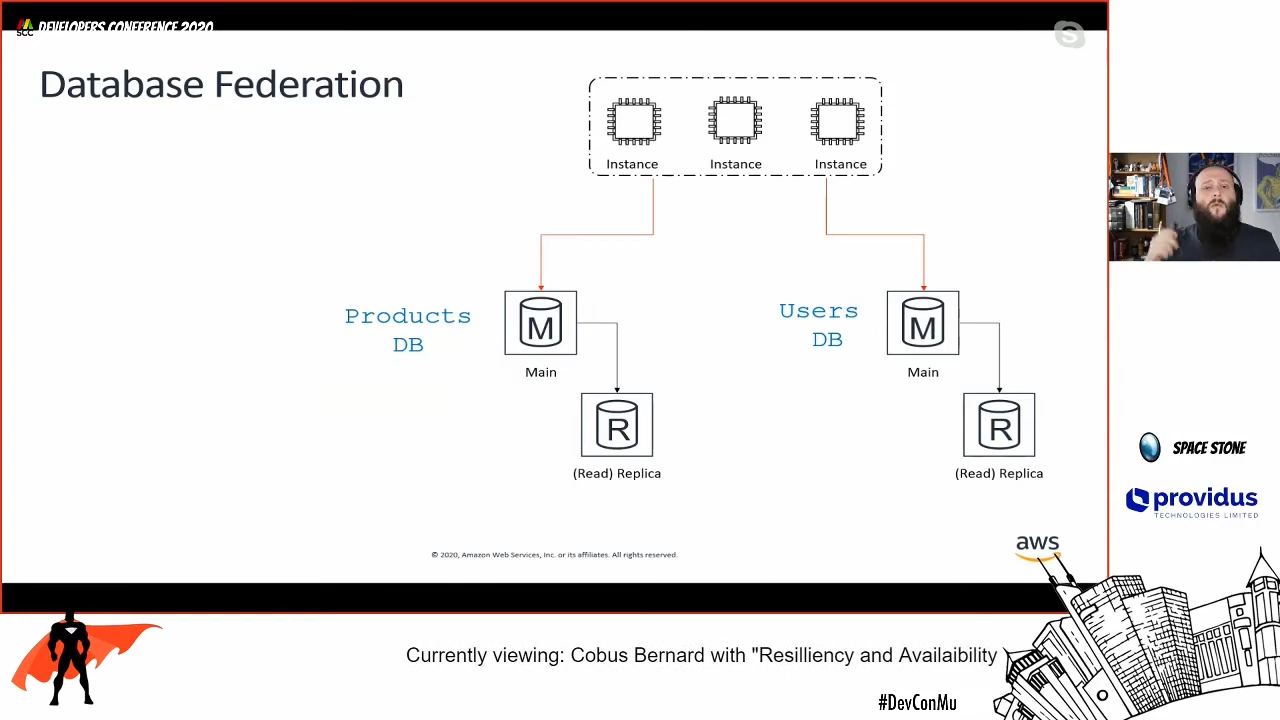 SCC DEVELOPERS CONFERENCE 2020
S
Database Federation
Instance Instance Instance
Products
DB
M
Main
R
(Read) Replica
Users
DB
M
Main
R
(Read) Replica
© 2020, Amazon Web Services, Inc. or its affiliates. All rights reserved.
aws
SPACE STONE
providus
TECHNOLOGIES LIMITED
Currently viewing: Cobus Bernard with "Resilliency and Availaibility
#DevConMu